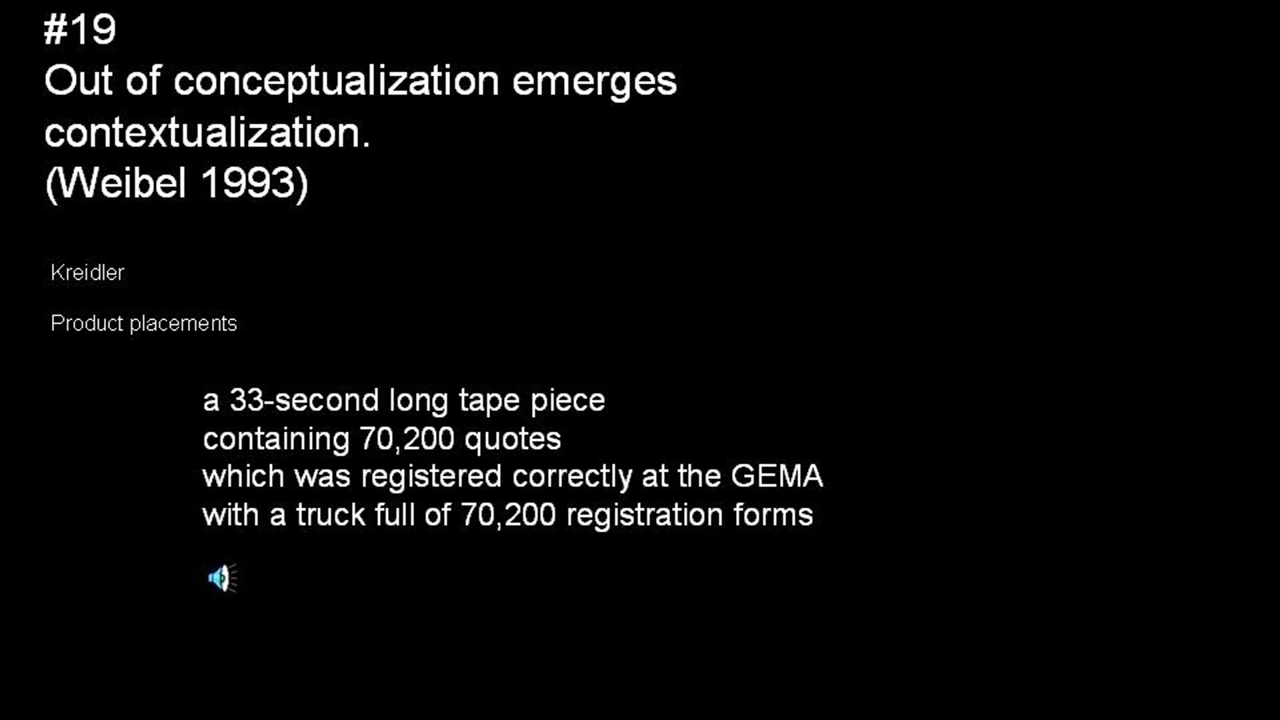 #19
Out of conceptualization emerges
contextualization.
(Weibel 1993)
Kreidler
Product placements
a 33-second long tape piece
containing 70,200 quotes
which was registered correctly at the GEMA
with a truck full of 70,200 registration forms